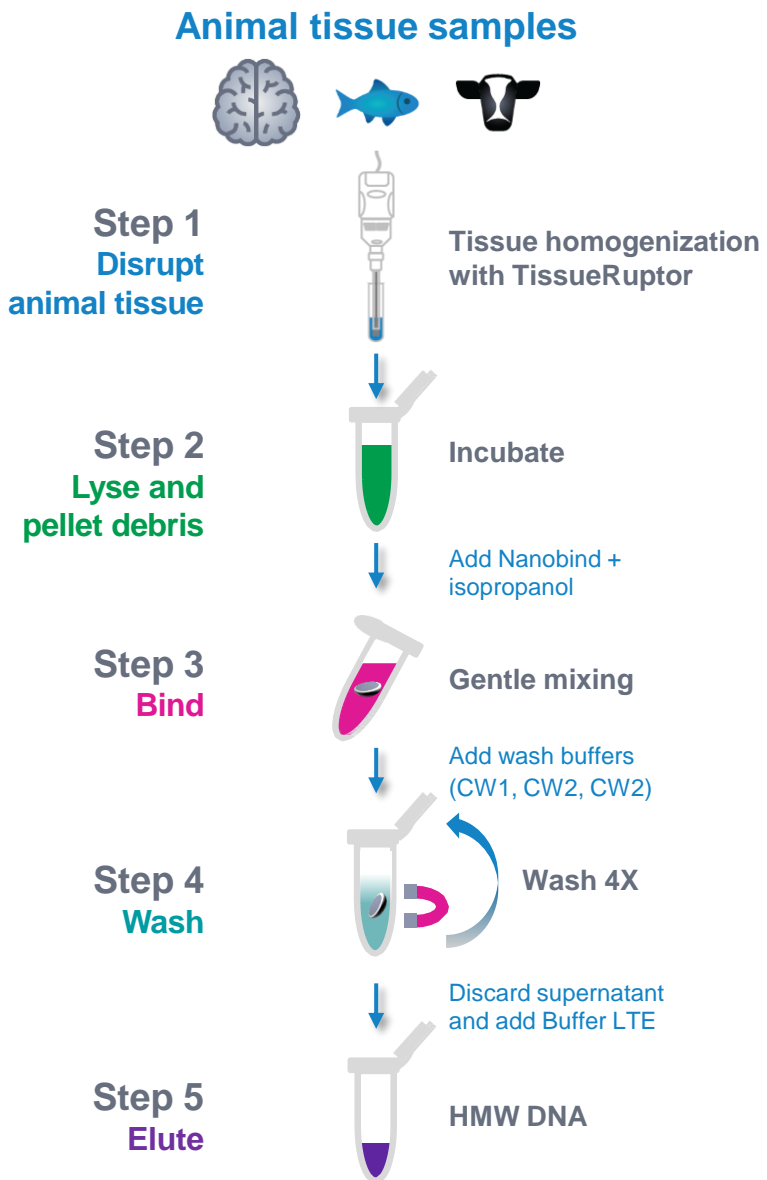 Animal tissue samples
Step 1
Disrupt
animal tissue
Tissue homogenization
with TissueRuptor
Step 2
Lyse and
pellet debris
Incubate
Add Nanobind +
isopropanol
Step 3
Bind
Gentle mixing
Add wash buffers
(CW1, CW2, CW2)
Step 4
Wash
Wash 4X
Discard supernatant
and add Buffer LTE
Step 5
Elute
HMW DNA